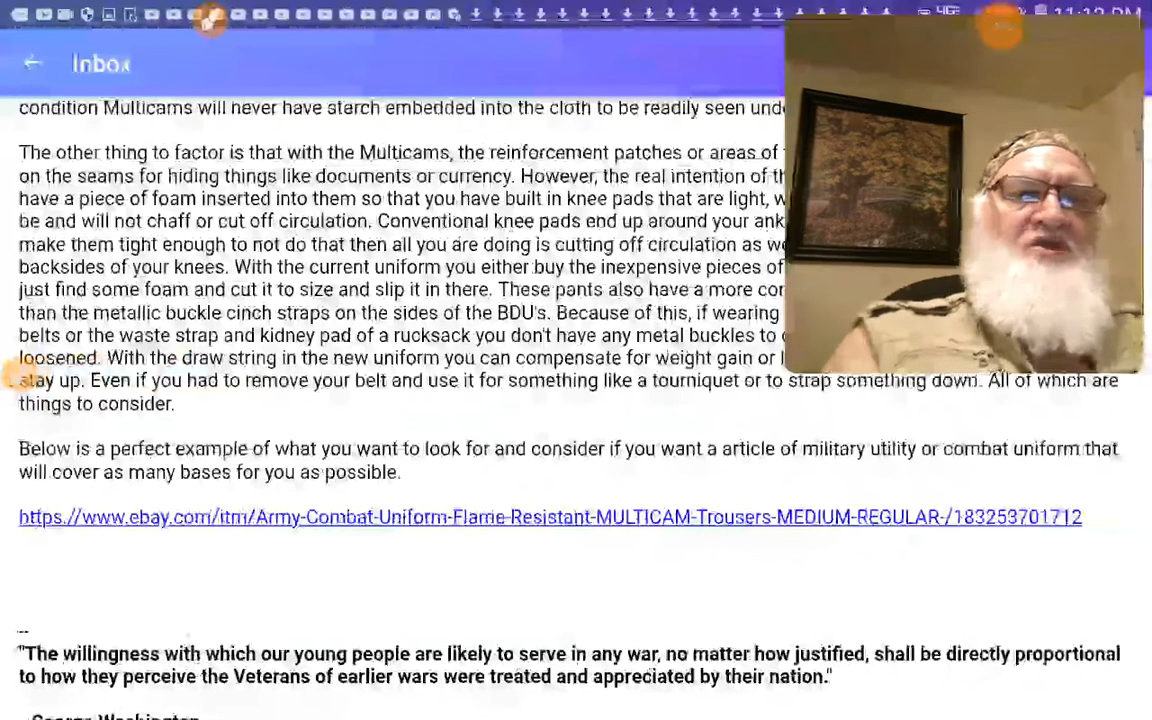 11:12 PM
Inbox
condition Multicams will never have starch embedded into the cloth to be readily seen
The other thing to factor is that with the Multicams, the reinforcement patches or areas of
on the seams for hiding things like documents or currency. However, the real intention of
have a piece of foam inserted into them so that you have built in knee pads that are light,
be and will not chaff or cut off circulation. Conventional knee pads end up around your
make them tight enough to not do that then all you are doing is cutting off circulation as
backsides of your knees. With the current uniform you either buy the inexpensive pieces of
just find some foam and cut it to size and slip it in there. These pants also have a more
than the metallic buckle cinch straps on the sides of the BDU's. Because of this, if wearing
belts or the waste strap and kidney pad of a rucksack you don't have any metal buckles to
loosened. With the draw string in the new uniform you can compensate for weight gain or
stay up. Even if you had to remove your belt and use it for something like a tourniquet or to strap something down. All of which are
things to consider.
Below is a perfect example of what you want to look for and consider if you want a article of military utility or combat uniform that
will cover as many bases for you as possible.
https://www.ebay.com/itm/Army-Combat-Uniform-Flame-Resistant-MULTICAM-Trousers-MEDIUM-REGULAR-/183253701712
--
"The willingness with which our young people are likely to serve in any war, no matter how justified, shall be directly proportional
to how they perceive the Veterans of earlier wars were treated and appreciated by their nation."
George Washington